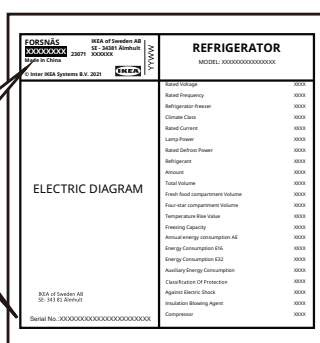 FORSNÄS
XXXXXXXX 23071
Made in China
IKEA of Sweden AB
SE - 34381 Älmhult
XXXXXX
© Inter IKEA Systems B.V. 2021
IKEA
YYWW
REFRIGERATOR
MODEL: XXXXXXXXXXXXXXXX
Rated Voltage XXXX
Rated Frequency XXXX
Refrigerator-freezer XXXX
Climate Class XXXX
Rated Current XXXX
Lamp Power XXXX
Rated Defrost Power XXXX
Refrigerant XXXX
Amount XXXX
Total Volume XXXX
Fresh food compartment Volume XXXX
Four-star compartment Volume XXXX
Temperature Rise Value XXXX
Freezing Capacity XXXX
Annual energy consumption AE XXXX
Energy Consumption E16 XXXX
Energy Consumption E32 XXXX
Auxiliary Energy Consumption XXXX
Classification Of Protection XXXX
Against Electric Shock XXXX
Insulation Blowing Agent XXXX
Compressor XXXX
ELECTRIC DIAGRAM
IKEA of Sweden AB
SE- 343 81 Älmhult
Serial No.:XXXXXXXXXXXXXXXXXXXXXX